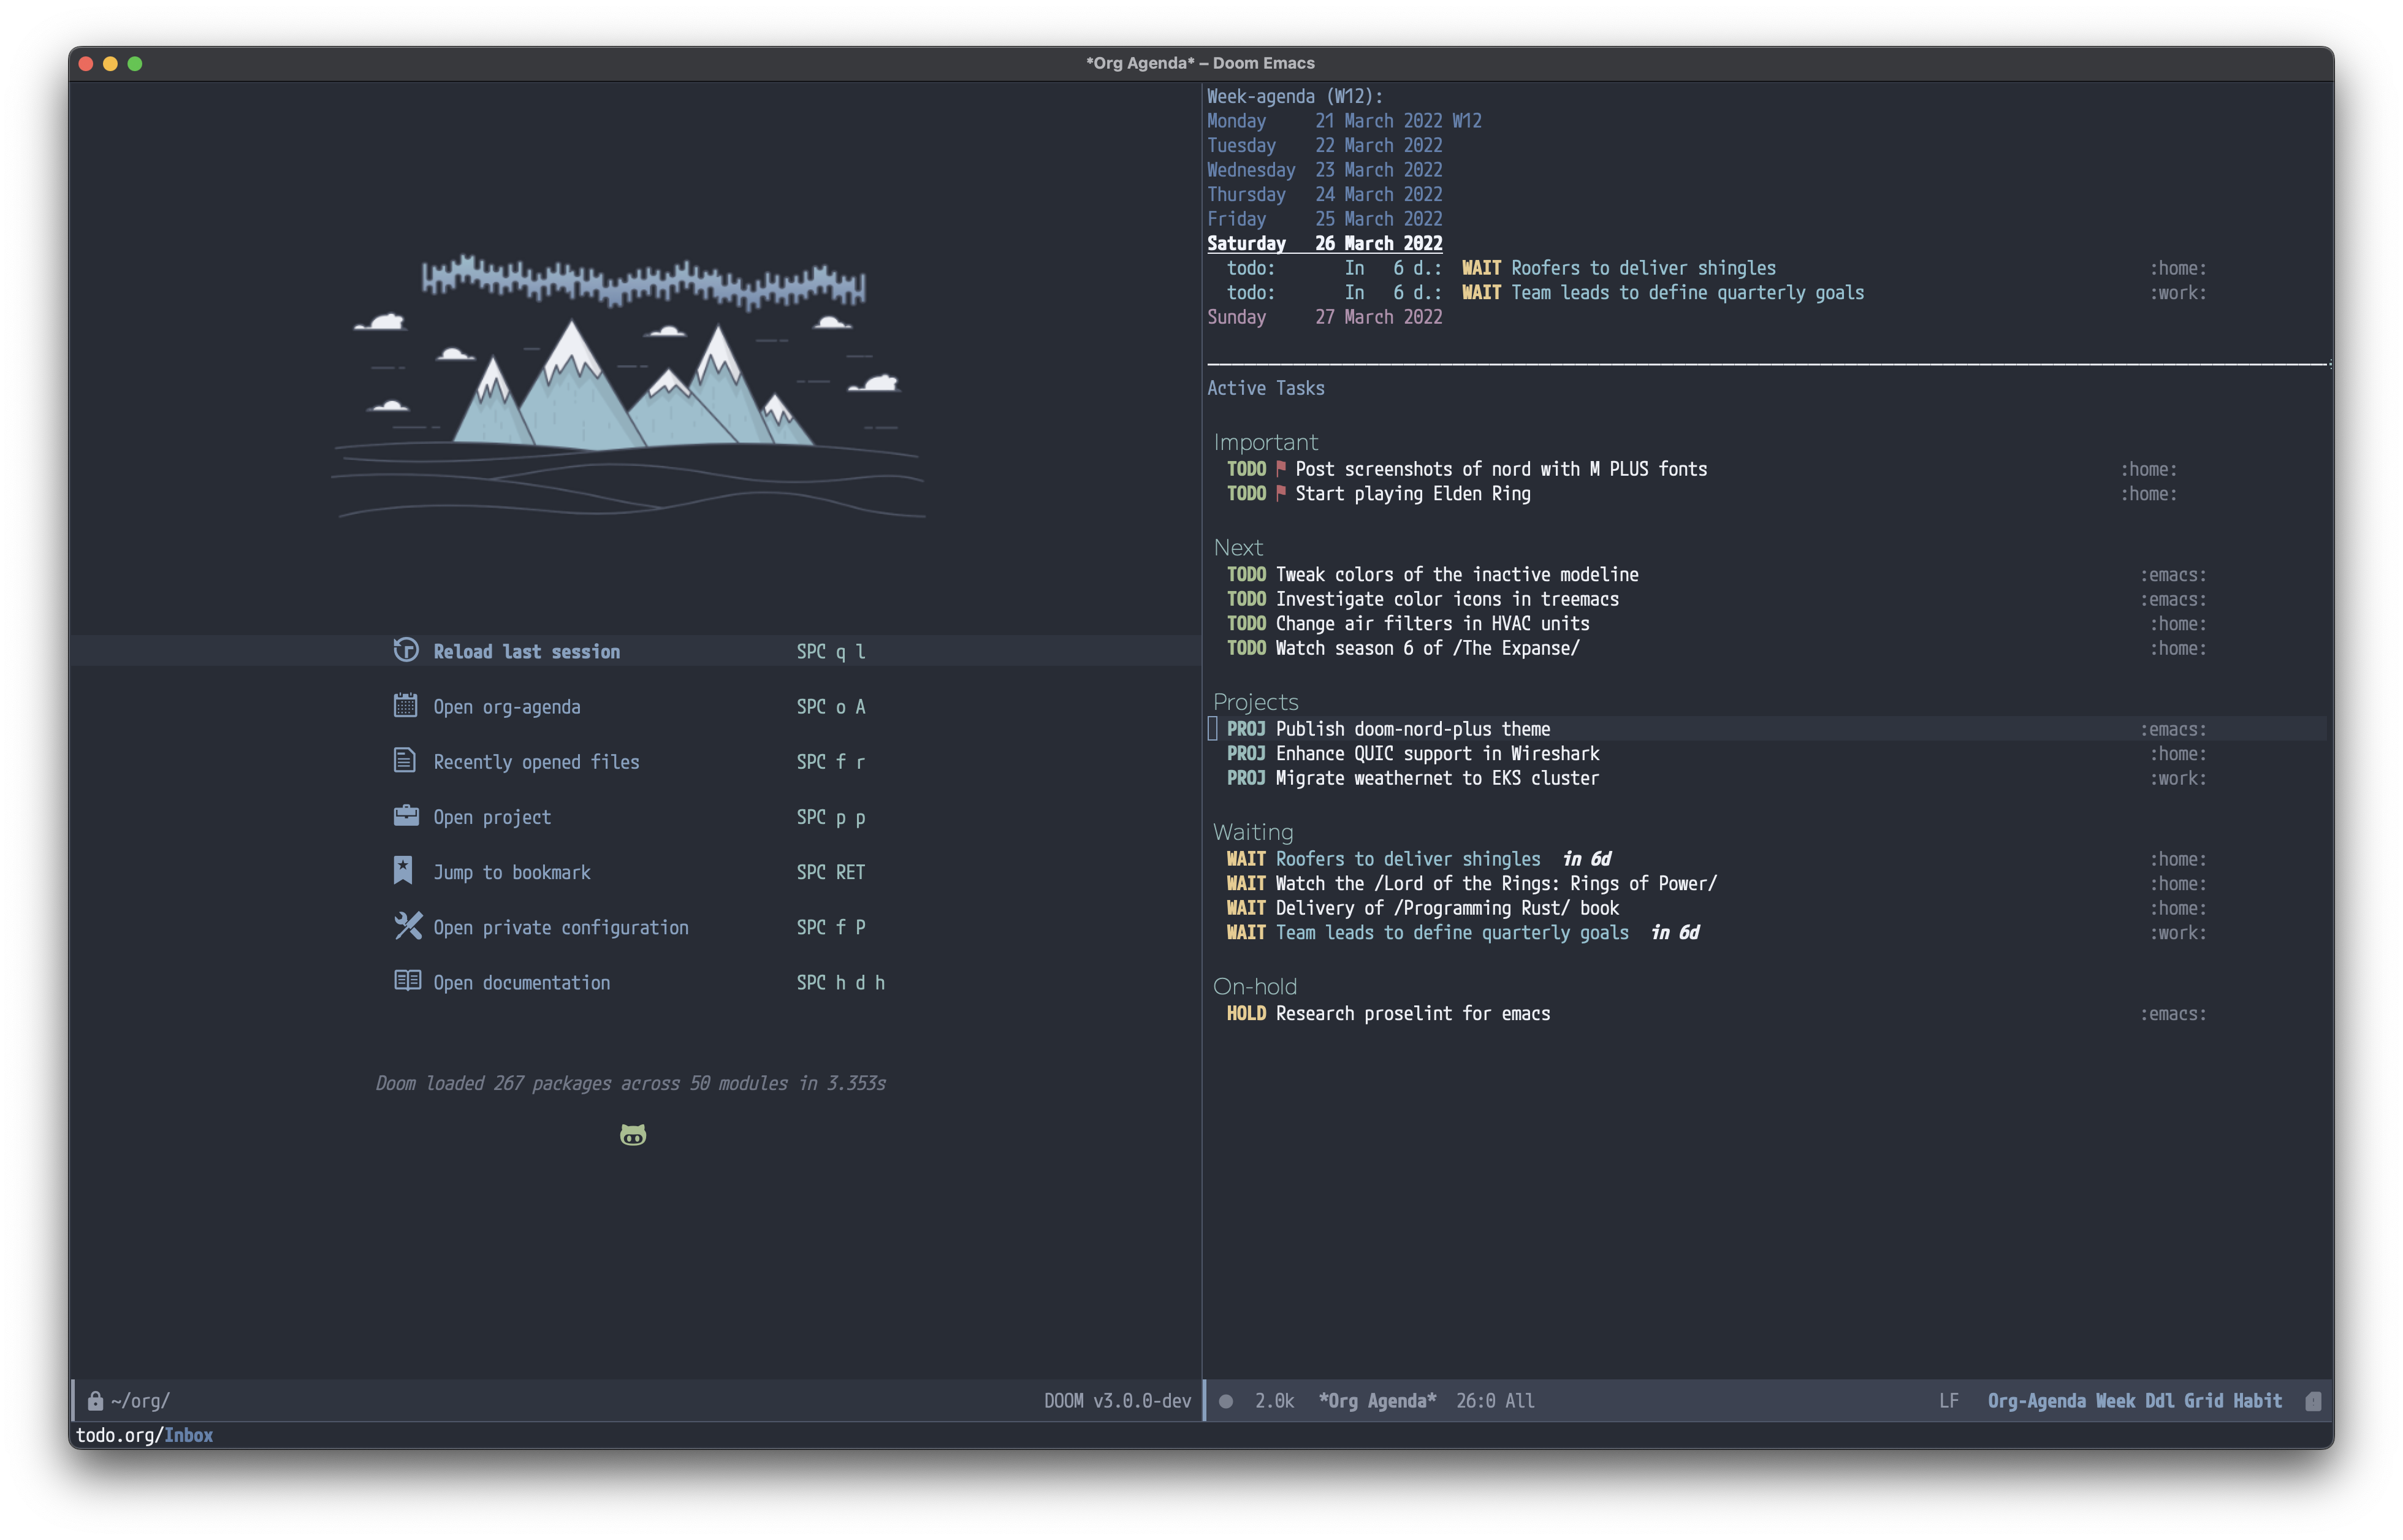 *Org Agenda* – Doom Emacs
Reload last session SPC q l
Open org-agenda SPC o A
Recently opened files SPC f r
Open project SPC p p
Jump to bookmark SPC RET
Open private configuration SPC f P
Open documentation SPC h d h
Doom loaded 267 packages across 50 modules in 3.353s
~/org/ DOOM v3.0.0-dev
Week-agenda (W12):
Monday 21 March 2022 W12
Tuesday 22 March 2022
Wednesday 23 March 2022
Thursday 24 March 2022
Friday 25 March 2022
Saturday 26 March 2022
todo: In 6 d.: WAIT Roofers to deliver shingles :home:
todo: In 6 d.: WAIT Team leads to define quarterly goals :work:
Sunday 27 March 2022
Active Tasks
Important
TODO Post screenshots of nord with M PLUS fonts :home:
TODO Start playing Elden Ring :home:
Next
TODO Tweak colors of the inactive modeline :emacs:
TODO Investigate color icons in treemacs :emacs:
TODO Change air filters in HVAC units :home:
TODO Watch season 6 of /The Expanse/ :home:
Projects
PROJ Publish doom-nord-plus theme :emacs:
PROJ Enhance QUIC support in Wireshark :home:
PROJ Migrate weathernet to EKS cluster :work:
Waiting
WAIT Roofers to deliver shingles in 6d :home:
WAIT Watch the /Lord of the Rings: Rings of Power/ :home:
WAIT Delivery of /Programming Rust/ book :home:
WAIT Team leads to define quarterly goals in 6d :work:
On-hold
HOLD Research proselint for emacs :emacs:
2.0k *Org Agenda* 26:0 All LF Org-Agenda Week Ddl Grid Habit
todo.org/Inbox